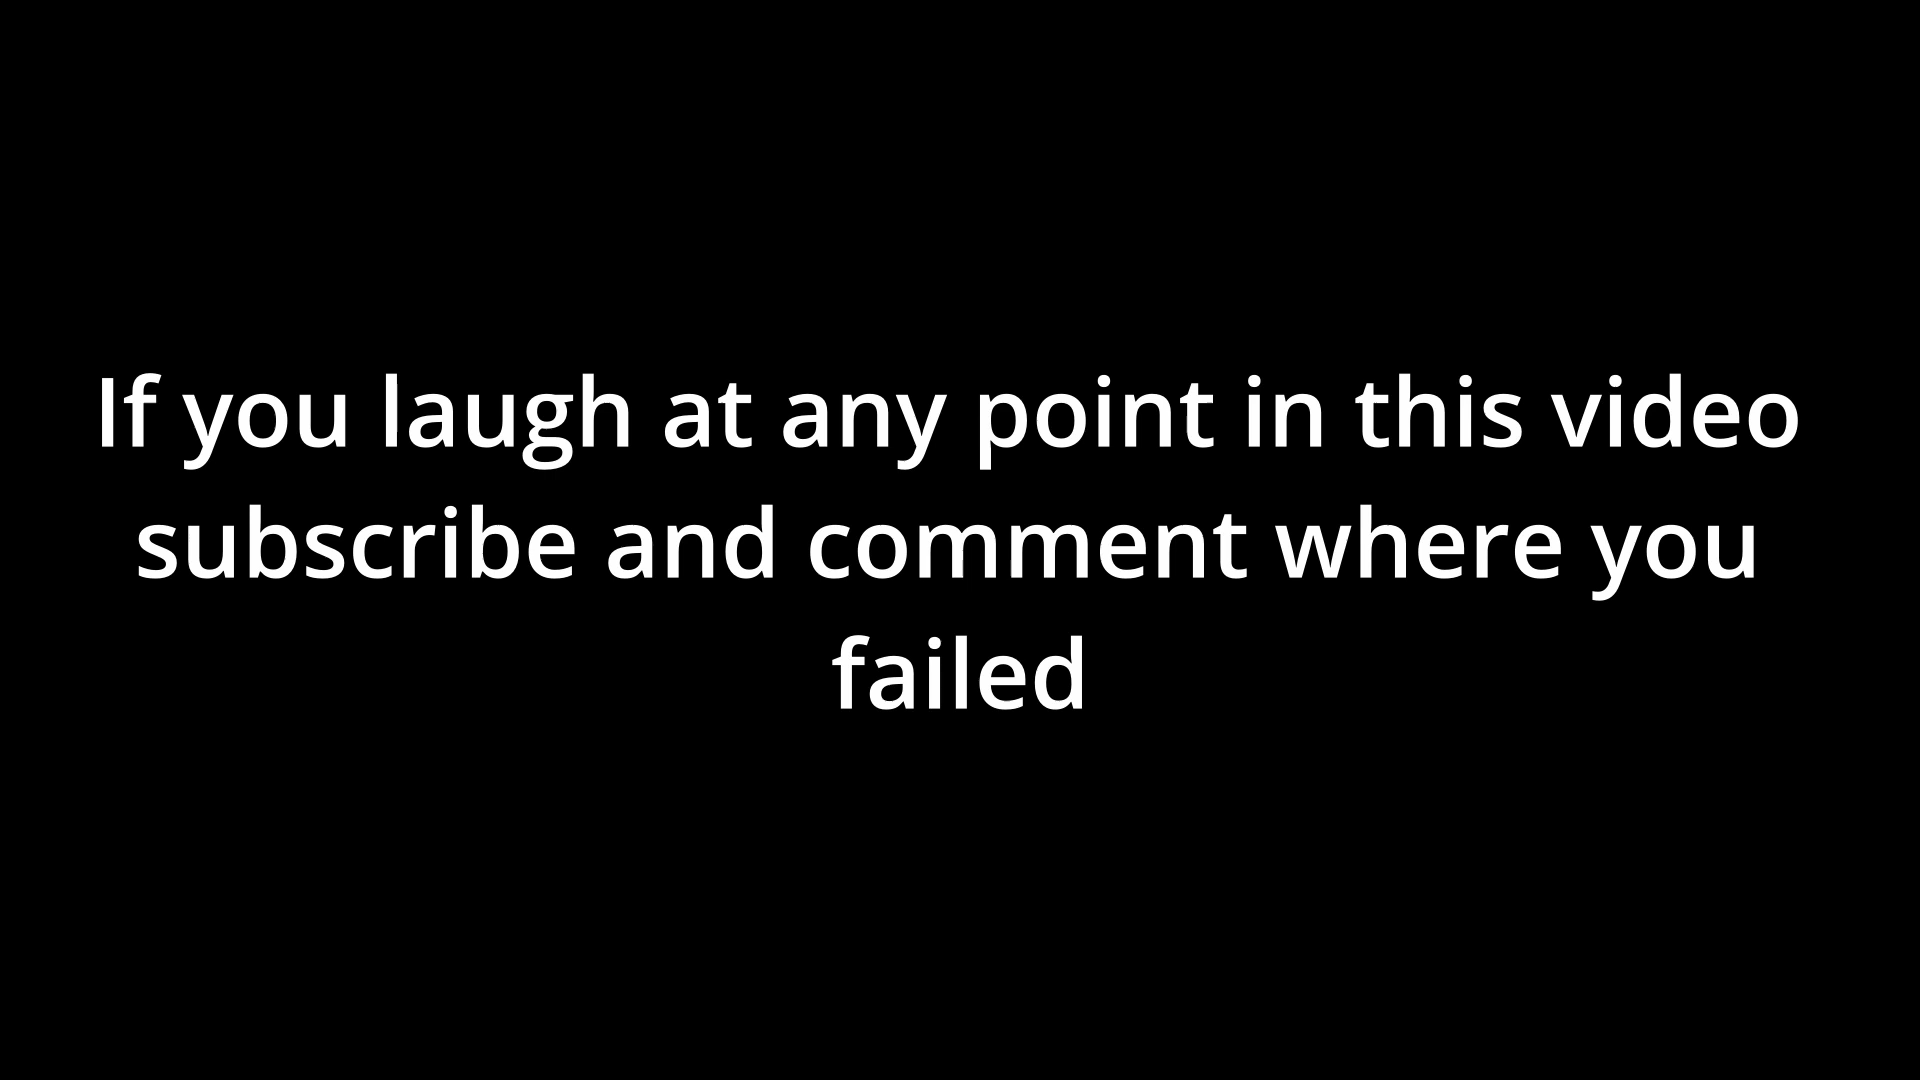 If you laugh at any point in this video
subscribe and comment where you
failed